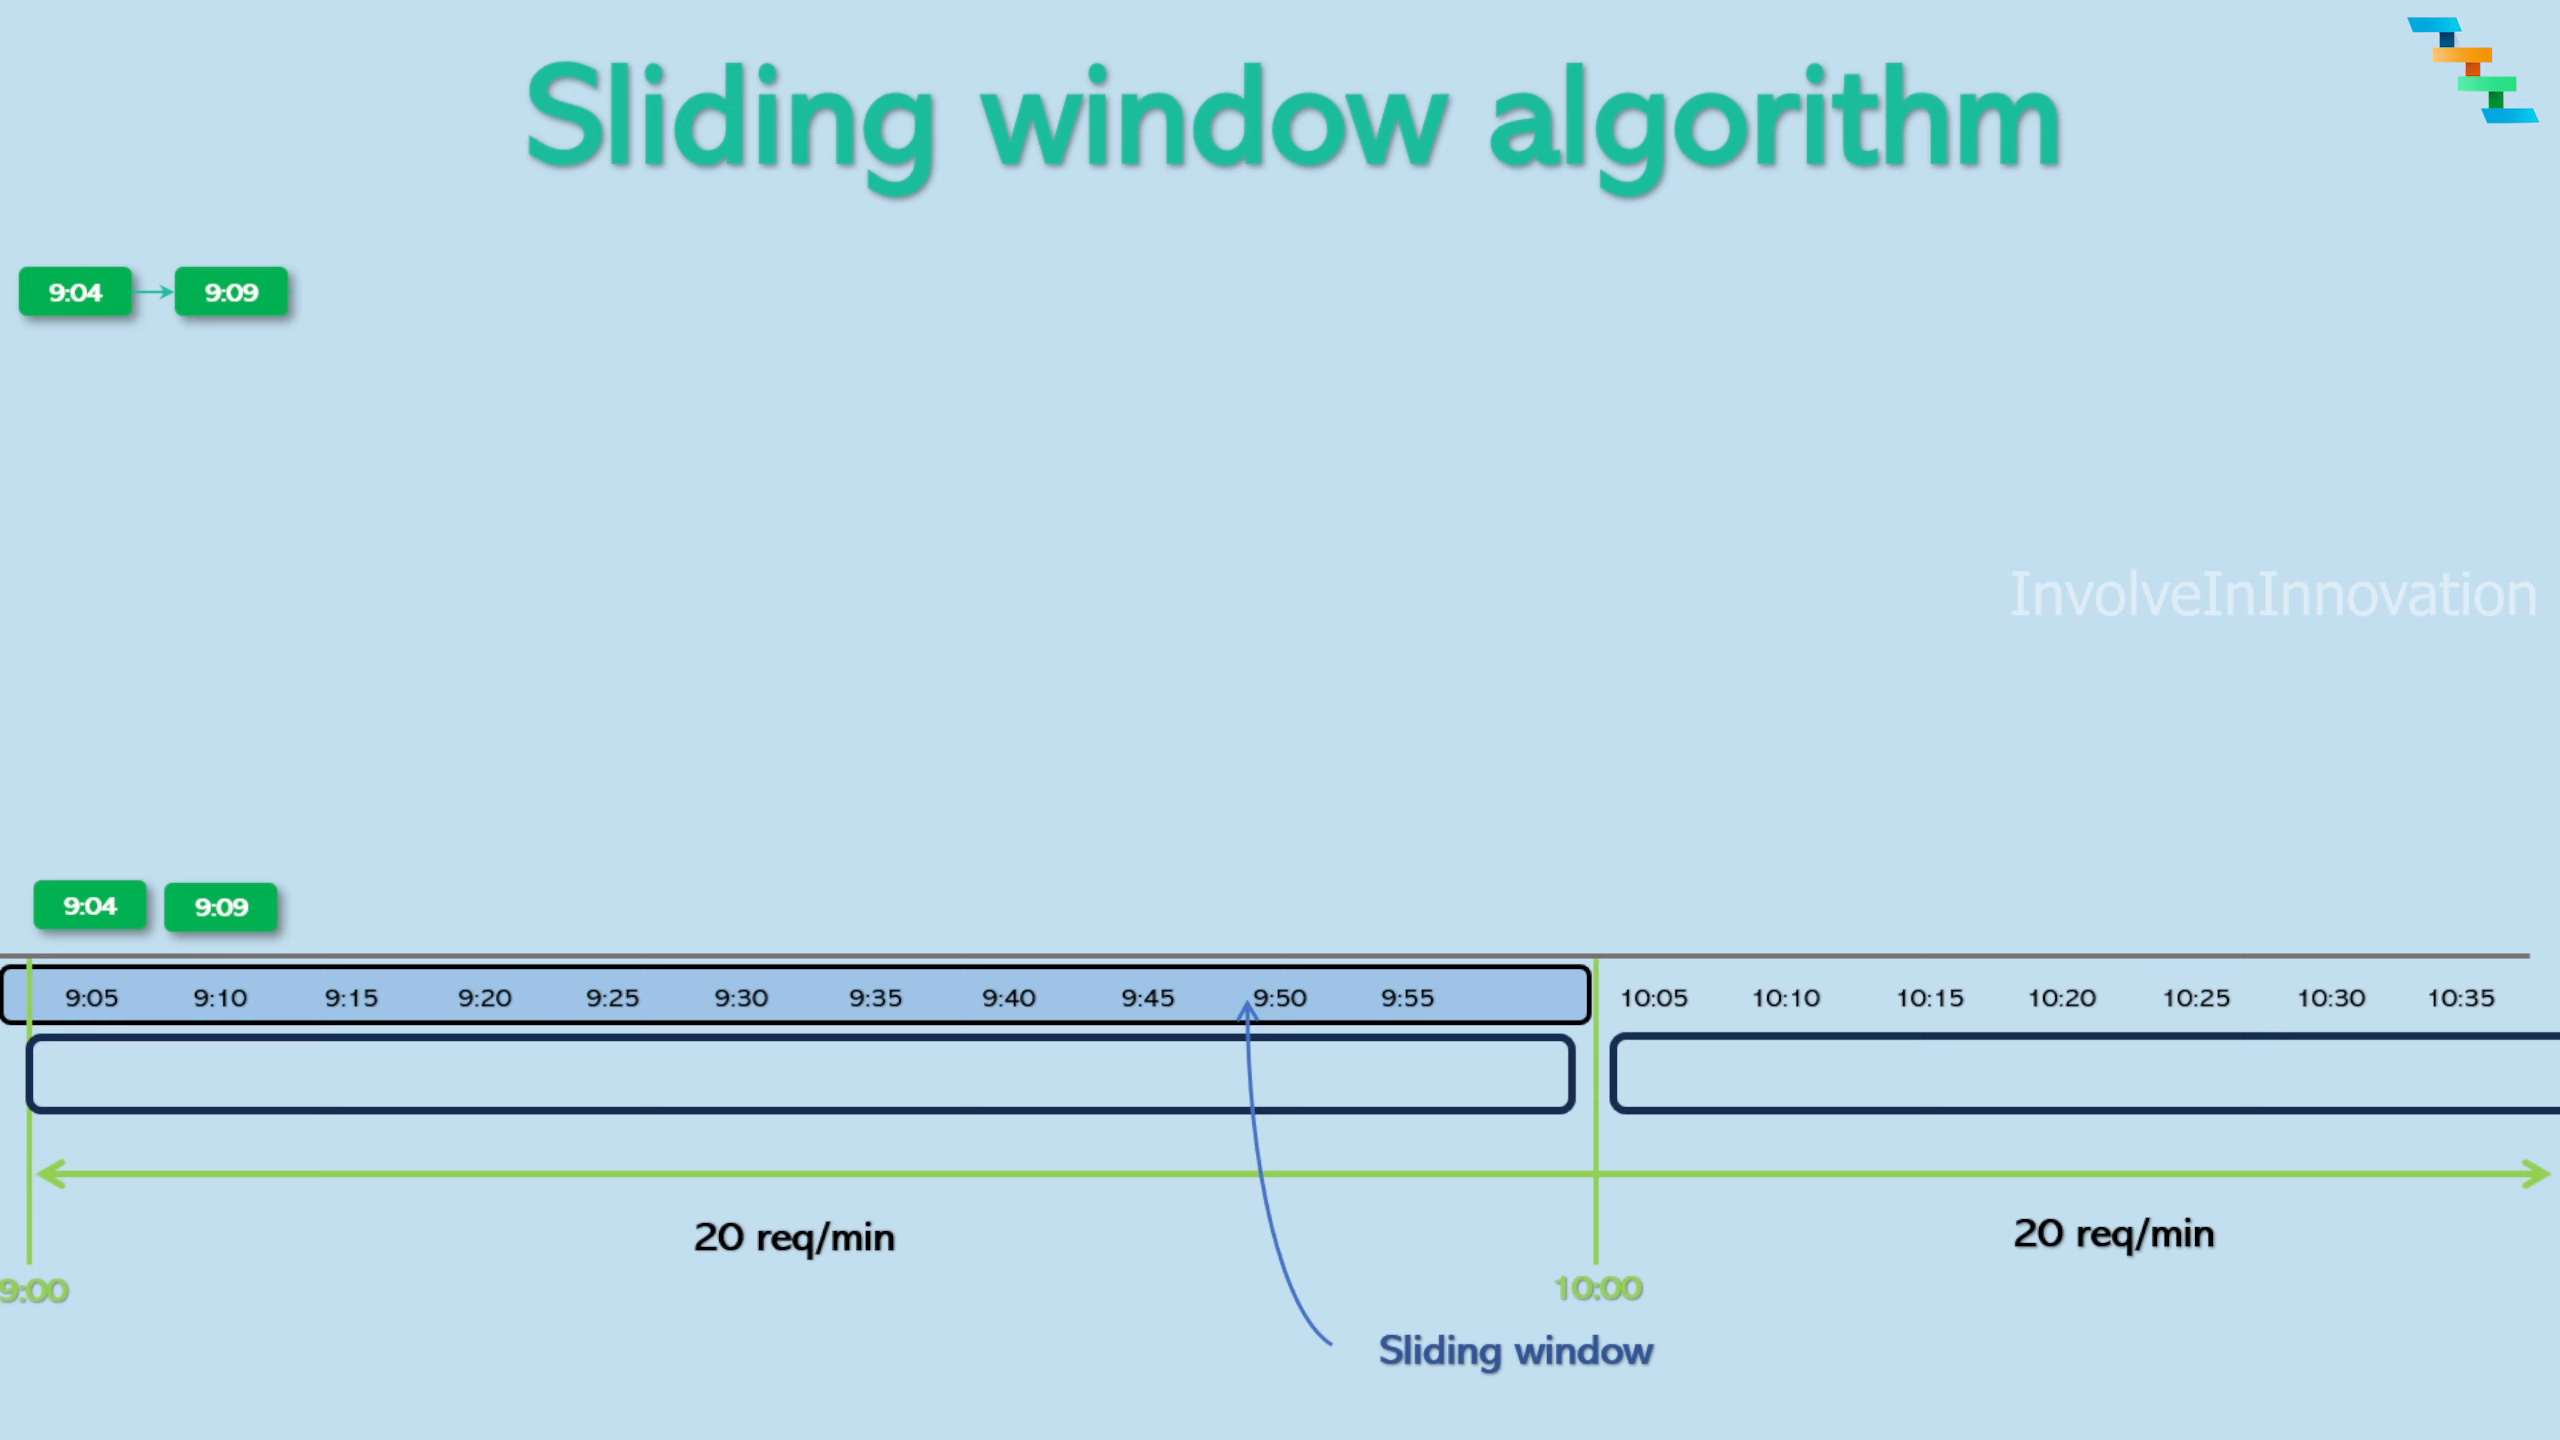 Sliding window algorithm
9:04 9:09
InvolveInInnovation
9:04 9:09
9:05 9:10 9:15 9:20 9:25 9:30 9:35 9:40 9:45 9:50 9:55 10:05 10:10 10:15 10:20 10:25 10:30 10:35
20 req/min 20 req/min
9:00 10:00
Sliding window